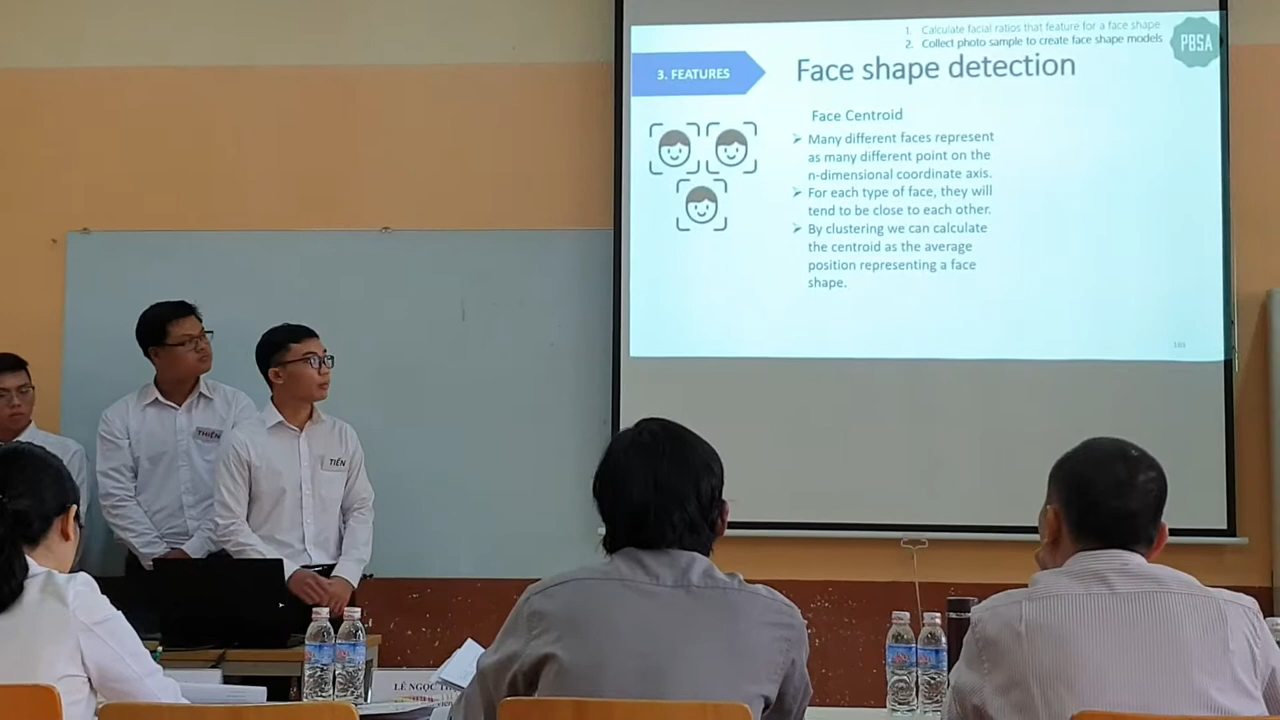 1. Calculate facial ratios that feature for a face shape
2. Collect photo sample to create face shape models
PBSA
3. FEATURES
Face shape detection
Face Centroid
Many different faces represent
as many different point on the
n-dimensional coordinate axis.
For each type of face, they will
tend to be close to each other.
By clustering we can calculate
the centroid as the average
position representing a face
shape.
THIỆN
TIẾN
LÊ NGỌC